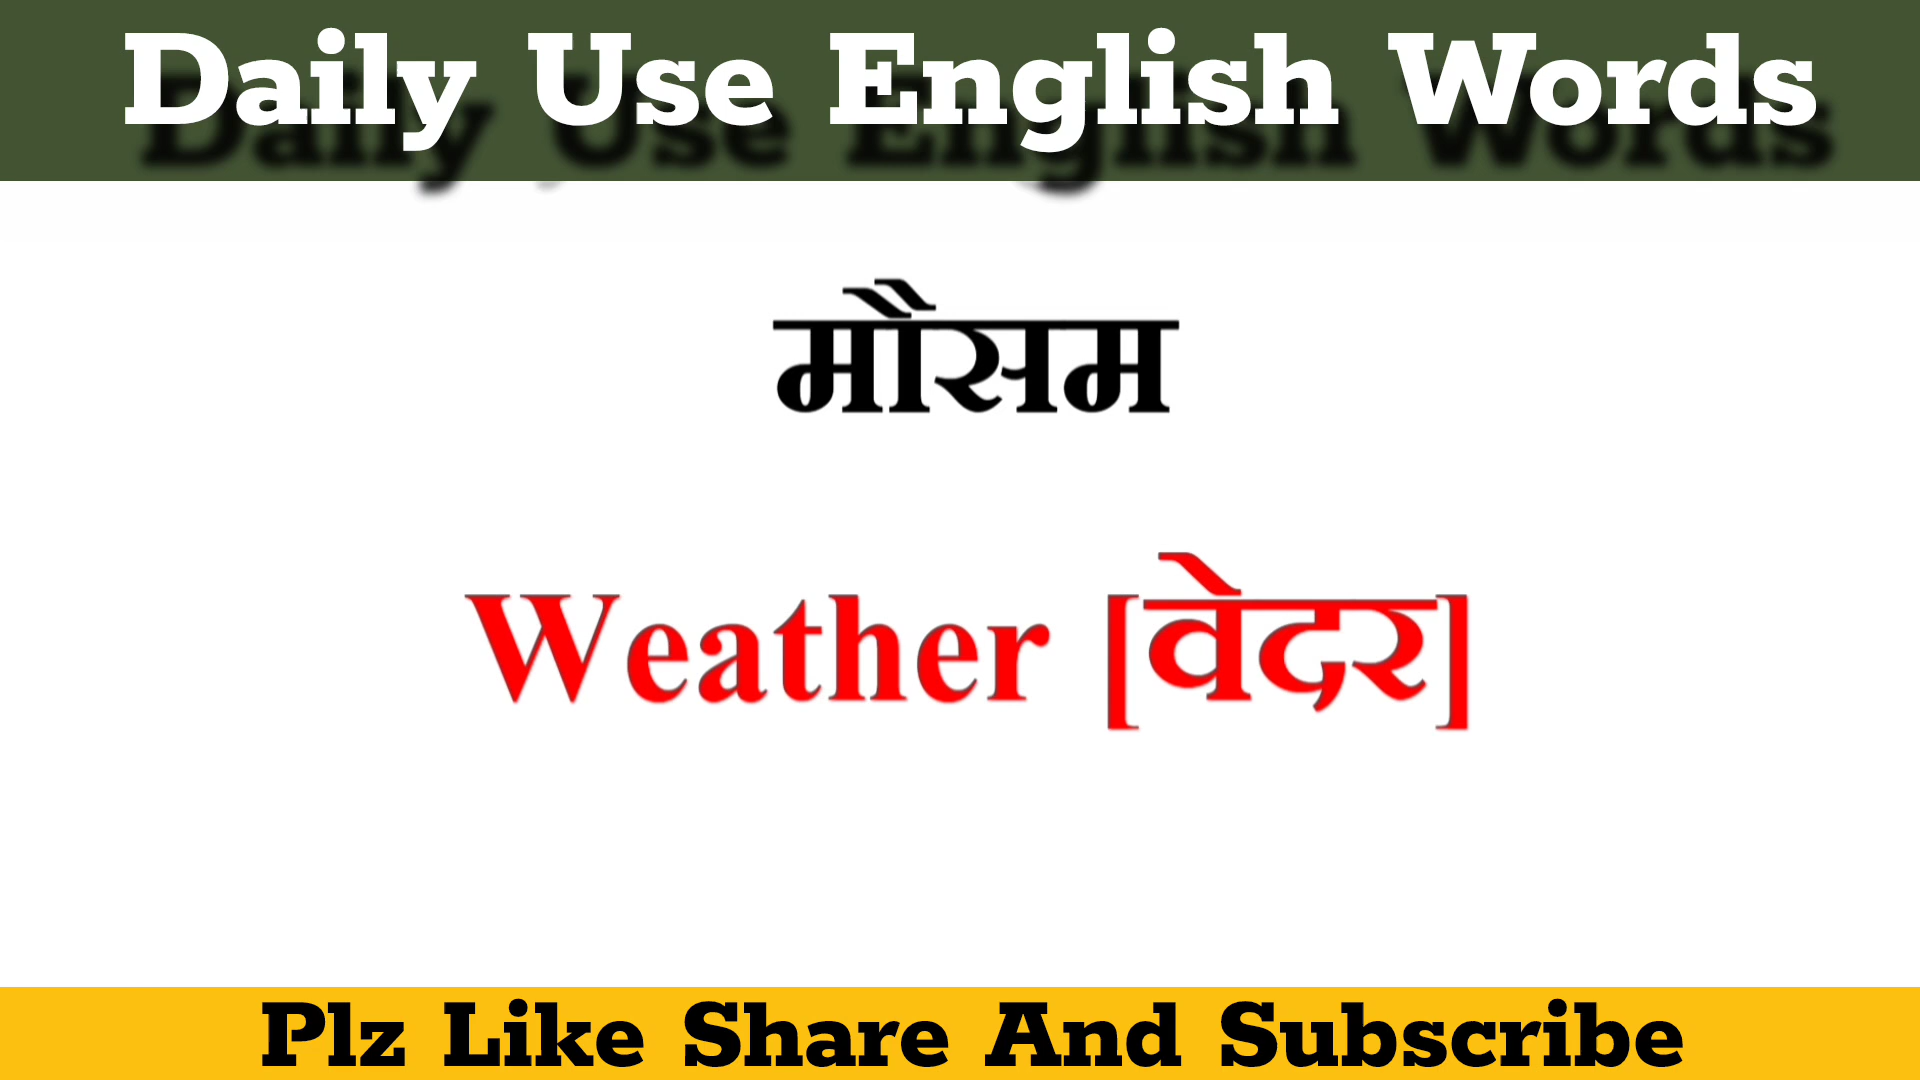 Daily Use English Words
मौसम
Weather [वेदर]
Plz Like Share And Subscribe